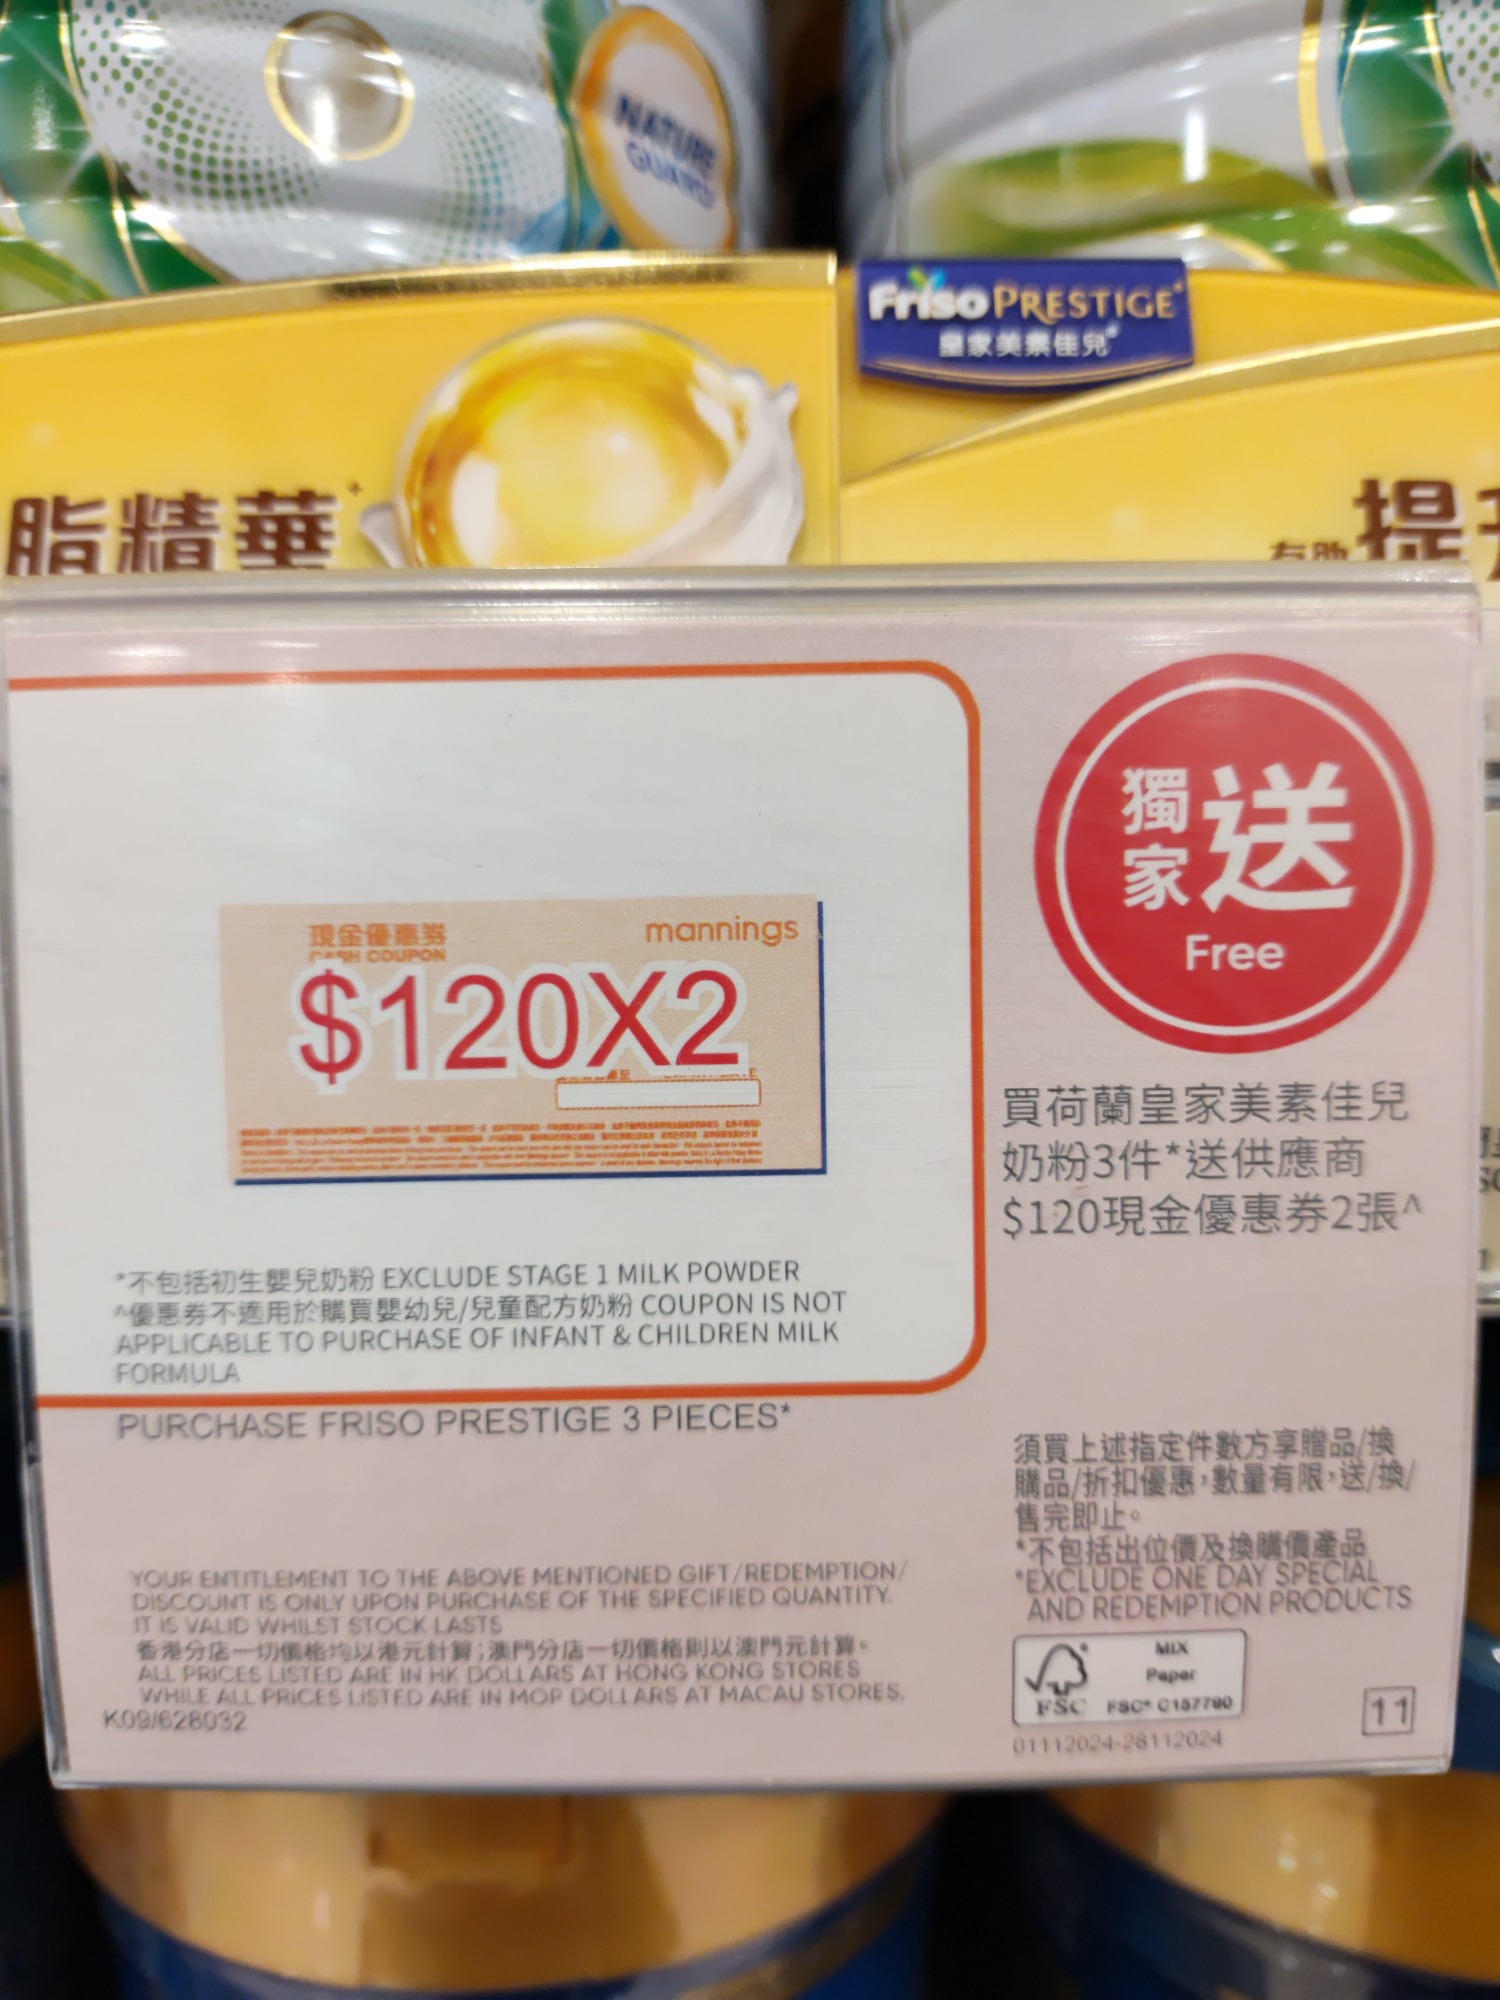 NATURE
GUARD
Friso PRESTIGE
皇家美素佳兒
脂精華+
有助 提
獨家 送
Free
現金優惠券
mannings
CASH COUPON
$120X2
買荷蘭皇家美素佳兒
奶粉3件*送供應商
$120現金優惠券2張^
*不包括初生嬰兒奶粉 EXCLUDE STAGE 1 MILK POWDER
^優惠券不適用於購買嬰幼兒/兒童配方奶粉 COUPON IS NOT
APPLICABLE TO PURCHASE OF INFANT & CHILDREN MILK
FORMULA
PURCHASE FRISO PRESTIGE 3 PIECES*
須買上述指定件數方享贈品/換
購品/折扣優惠，數量有限，送/換/
售完即止。
*不包括出位價及換購價產品
*EXCLUDE ONE DAY SPECIAL
AND REDEMPTION PRODUCTS
YOUR ENTITLEMENT TO THE ABOVE MENTIONED GIFT/REDEMPTION/
DISCOUNT IS ONLY UPON PURCHASE OF THE SPECIFIED QUANTITY.
IT IS VALID WHILST STOCK LASTS
香港分店一切價格均以港元計算；澳門分店一切價格則以澳門元計算。
ALL PRICES LISTED ARE IN HK DOLLARS AT HONG KONG STORES
WHILE ALL PRICES LISTED ARE IN MOP DOLLARS AT MACAU STORES.
K09/628032
FSC
MIX
Paper
FSC® C157790
11
01112024-28112024